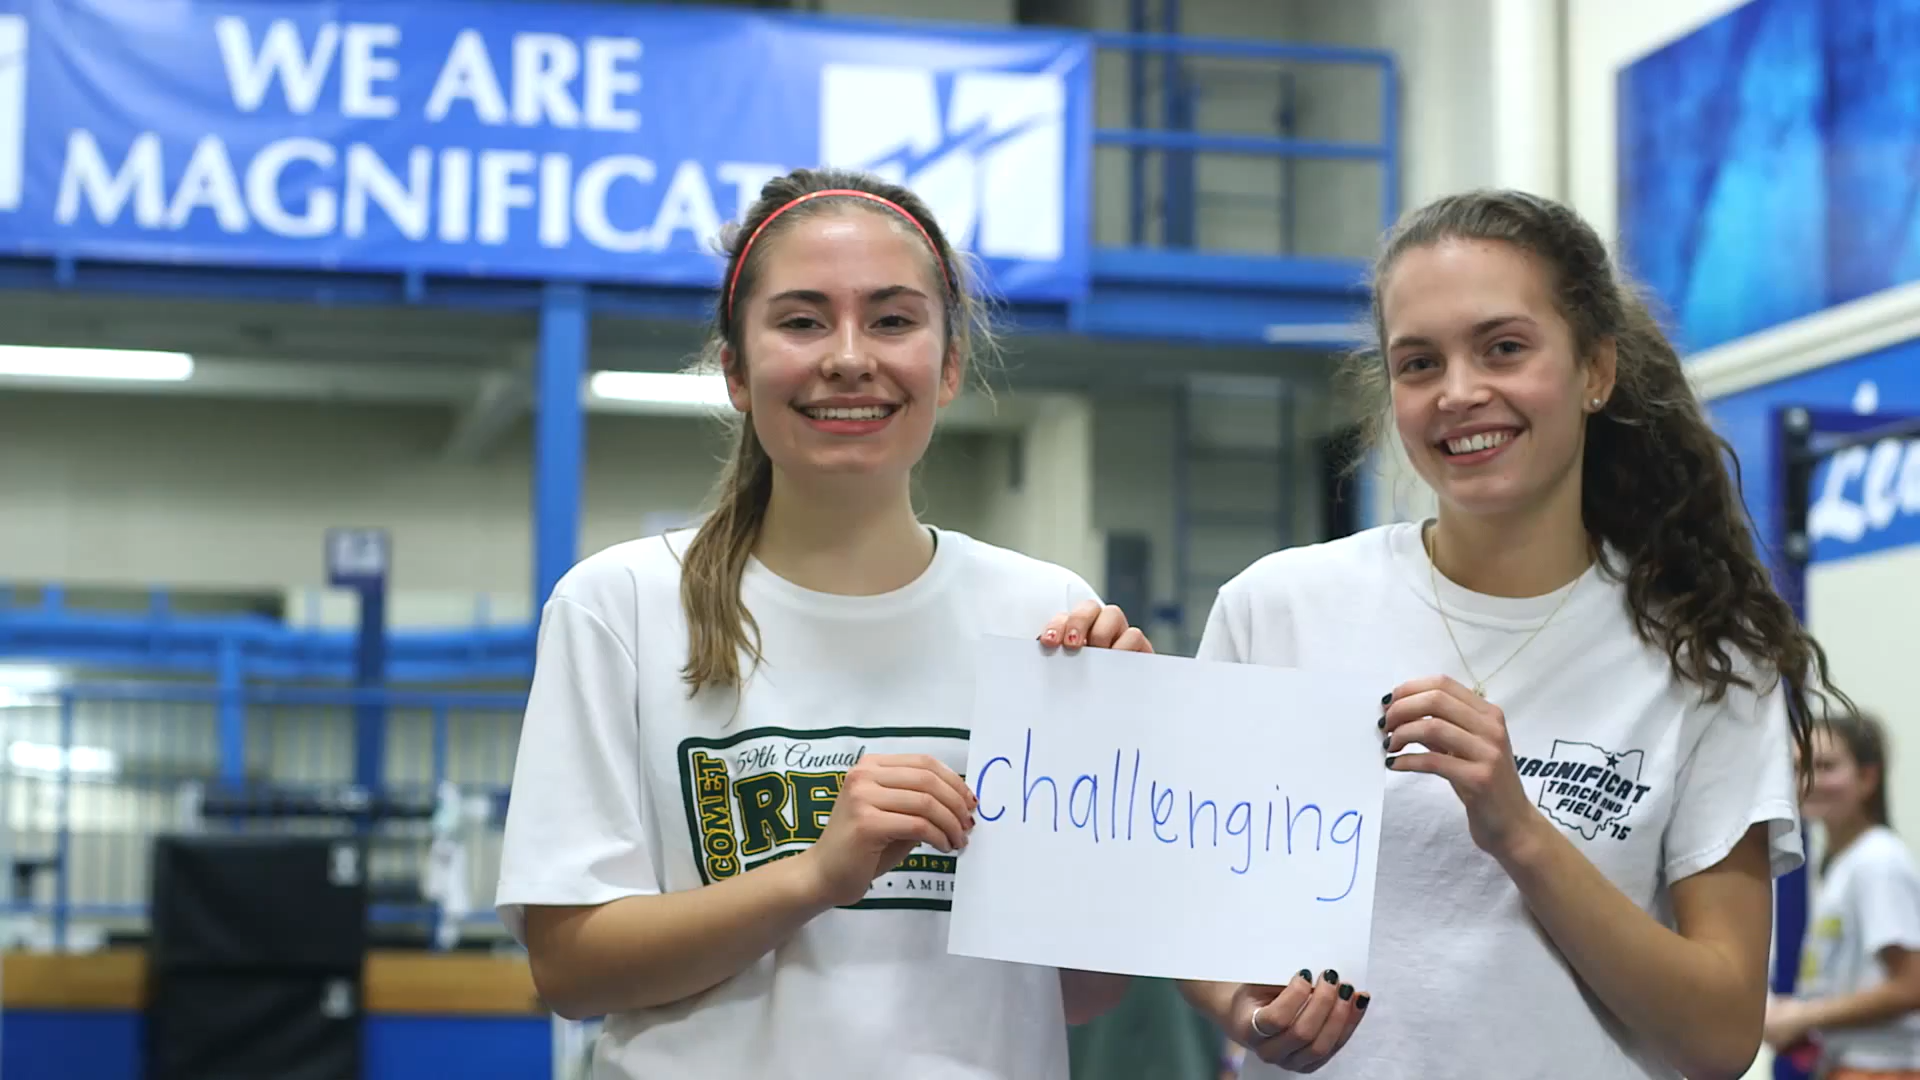 WE ARE
MAGNIFICAT
M
59th Annual
COMET
challenging
MAGNIFICAT
TRACK AND
FIELD '15